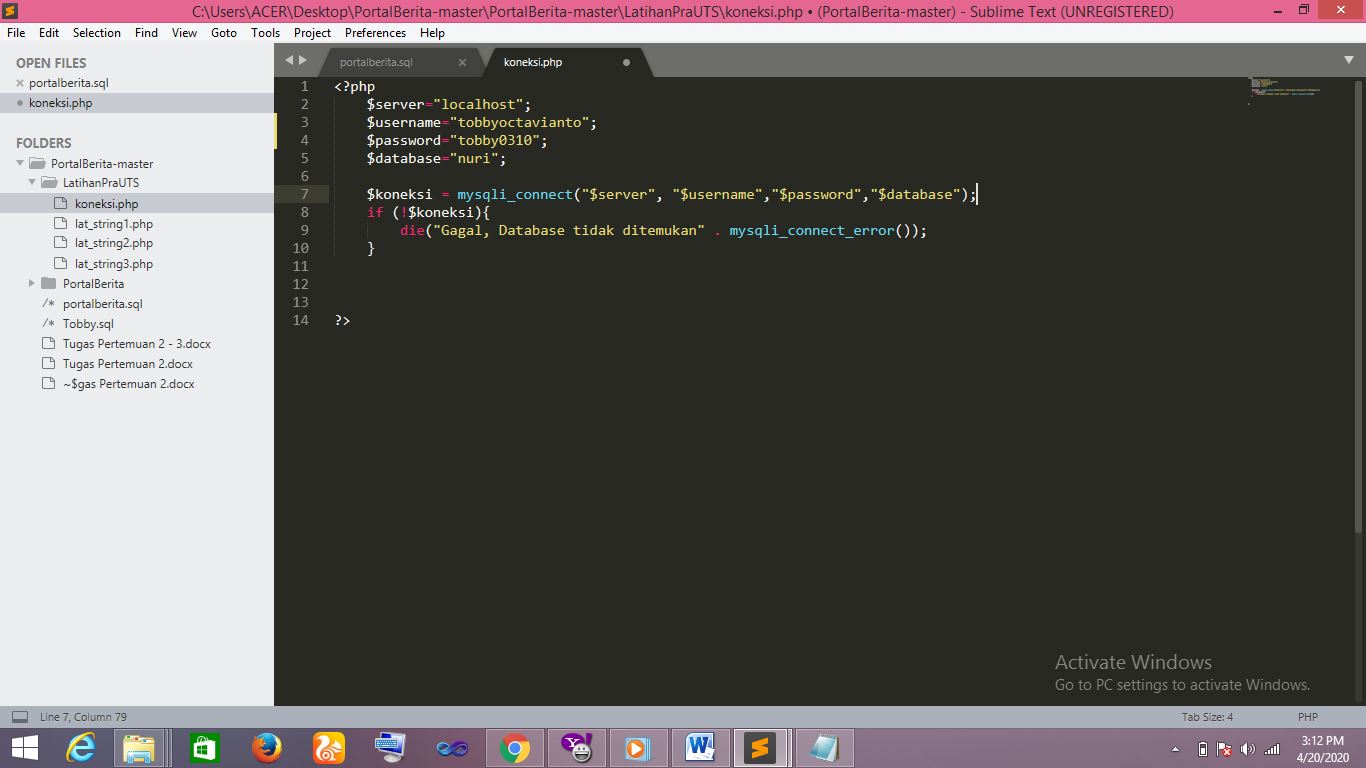 C:\Users\ACER\Desktop\PortalBerita-master\PortalBerita-master\LatihanPraUTS\koneksi.php • (PortalBerita-master) - Sublime Text (UNREGISTERED)
File Edit Selection Find View Goto Tools Project Preferences Help
OPEN FILES
portalberita.sql
koneksi.php
FOLDERS
PortalBerita-master
LatihanPraUTS
koneksi.php
lat_string1.php
lat_string2.php
lat_string3.php
PortalBerita
/* portalberita.sql
/* Tobby.sql
Tugas Pertemuan 2 - 3.docx
Tugas Pertemuan 2.docx
~$gas Pertemuan 2.docx
portalberita.sql koneksi.php
1 <?php
2 $server="localhost";
3 $username="tobbyoctavianto";
4 $password="tobby0310";
5 $database="nuri";
6
7 $koneksi = mysqli_connect("$server", "$username","$password","$database");
8 if (!$koneksi){
9 die("Gagal, Database tidak ditemukan" . mysqli_connect_error());
10 }
11
12
13
14 ?>
Activate Windows
Go to PC settings to activate Windows.
Line 7, Column 79 Tab Size: 4 PHP
3:12 PM
4/20/2020